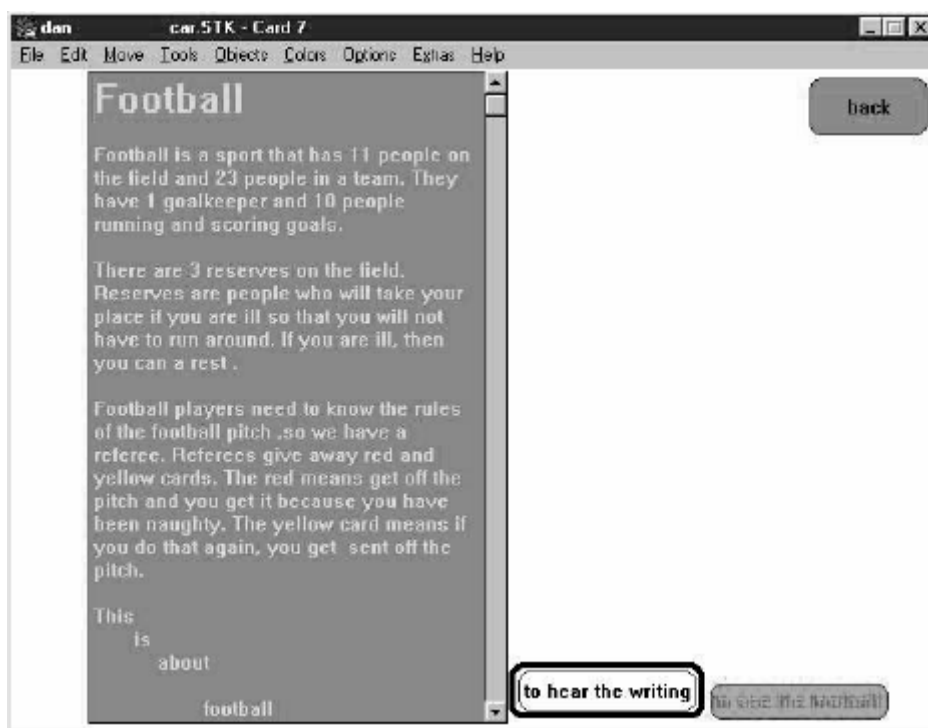 dan car.STK - Card 7
File Edit Move Tools Objects Colors Options Extras Help
Football
back
Football is a sport that has 11 people on
the field and 23 people in a team. They
have 1 goalkeeper and 10 people
running and scoring goals.
There are 3 reserves on the field.
Reserves are people who will take your
place if you are ill so that you will not
have to run around. If you are ill, then
you can a rest .
Football players need to know the rules
of the football pitch .so we have a
referee. Referees give away red and
yellow cards. The red means get off the
pitch and you get it because you have
been naughty. The yellow card means if
you do that again, you get sent off the
pitch.
This
is
about
football
to hear the writing
to see the football